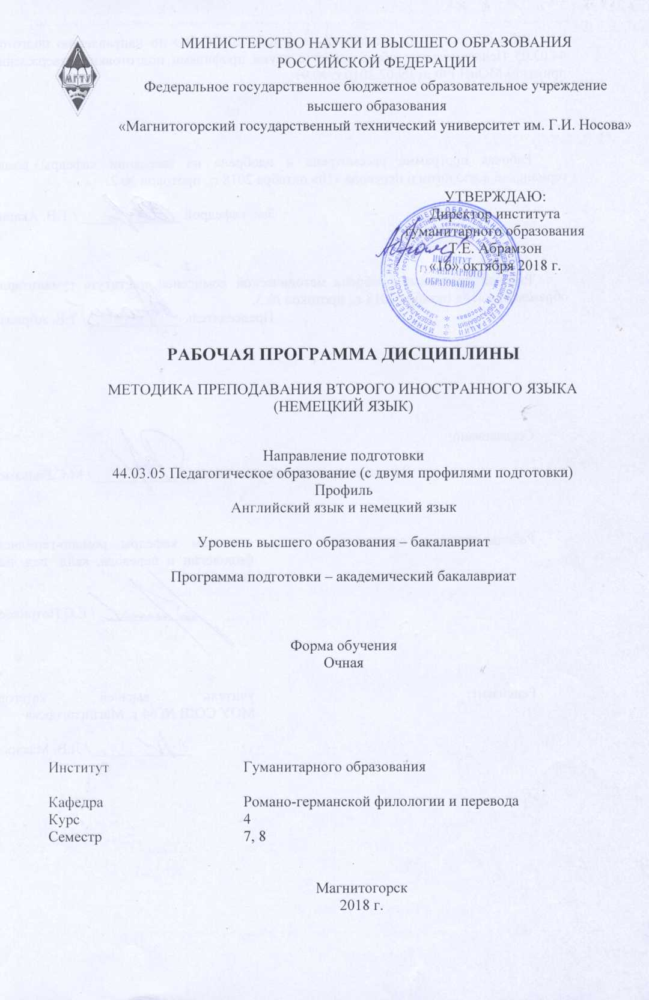 МГТУ
МИНИСТЕРСТВО НАУКИ И ВЫСШЕГО ОБРАЗОВАНИЯ
РОССИЙСКОЙ ФЕДЕРАЦИИ
Федеральное государственное бюджетное образовательное учреждение
высшего образования
«Магнитогорский государственный технический университет им. Г.И. Носова»
УТВЕРЖДАЮ:
Директор института
гуманитарного образования
Т.Е. Абрамзон
«16» октября 2018 г.
ИНСТИТУТ
ГУМАНИТАРНОГО
ОБРАЗОВАНИЯ
РАБОЧАЯ ПРОГРАММА ДИСЦИПЛИНЫ
МЕТОДИКА ПРЕПОДАВАНИЯ ВТОРОГО ИНОСТРАННОГО ЯЗЫКА
(НЕМЕЦКИЙ ЯЗЫК)
Направление подготовки
44.03.05 Педагогическое образование (с двумя профилями подготовки)
Профиль
Английский язык и немецкий язык
Уровень высшего образования – бакалавриат
Программа подготовки – академический бакалавриат
Форма обучения
Очная
Институт Гуманитарного образования
Кафедра Романо-германской филологии и перевода
Курс 4
Семестр 7, 8
Магнитогорск
2018 г.